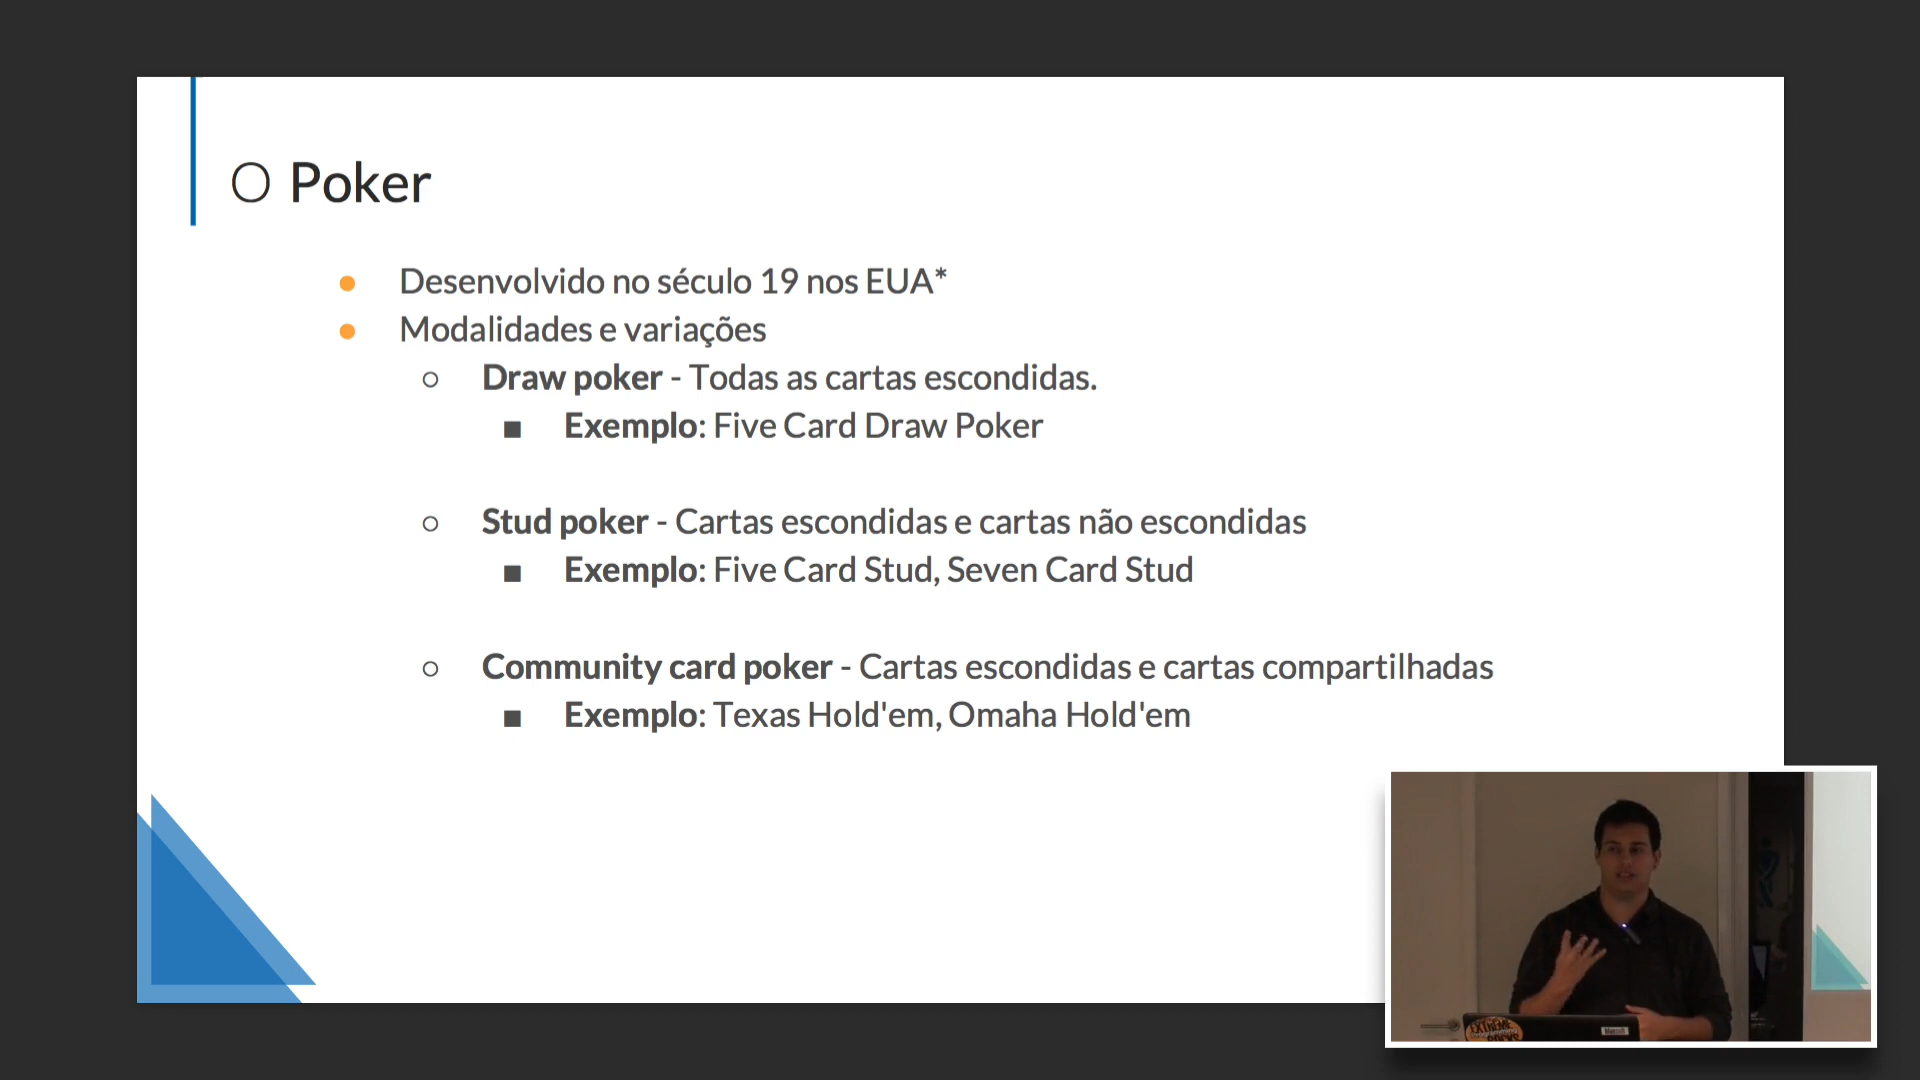 O Poker
● Desenvolvido no século 19 nos EUA*
● Modalidades e variações
○ Draw poker - Todas as cartas escondidas.
■ Exemplo: Five Card Draw Poker
○ Stud poker - Cartas escondidas e cartas não escondidas
■ Exemplo: Five Card Stud, Seven Card Stud
○ Community card poker - Cartas escondidas e cartas compartilhadas
■ Exemplo: Texas Hold'em, Omaha Hold'em
EXTREME